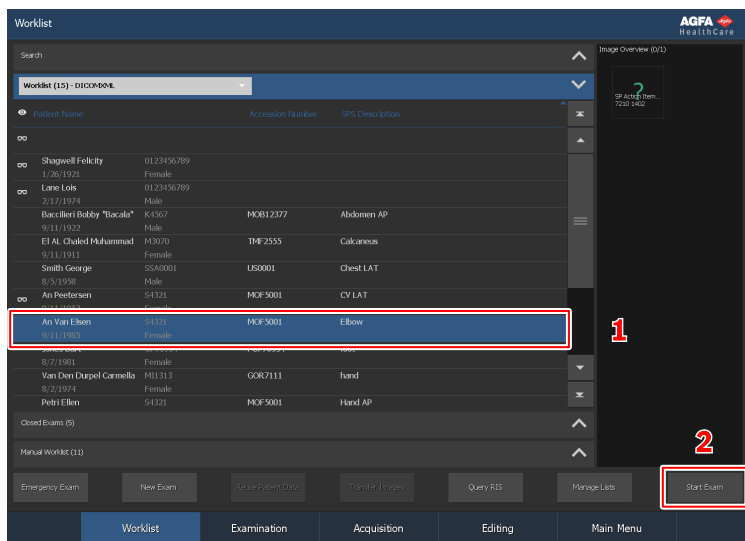 Worklist
AGFA
HealthCare
Search
Image Overview (0/1)
Worklist (15) - DICOMXML
SP Action Item...
7210 1402
?
Patient Name Accession Number SPS Description
Shagwell Felicity 0123456789
1/26/1921 Female
Lane Lois 0123456789
2/17/1974 Male
Baccilieri Bobby "Bacala" K4567 MOB12377 Abdomen AP
9/11/1922 Male
El AL Chaled Muhammad M3070 TMF2555 Calcaneus
9/11/1911 Female
Smith George SSA0001 US0001 Chest LAT
8/5/1958 Male
An Peetersen S4321 MOF5001 CV LAT
An Van Elsen S4321 MOF5001 Elbow
9/11/1985 Female
1
8/7/1981 Female
Van Den Durpel Carmella MI1313 GOR7111 hand
8/2/1974 Female
Petri Ellen S4321 MOF5001 Hand AP
Closed Exams (5)
Manual Worklist (11)
2
Emergency Exam New Exam Reuse Patient Data Transfer Images Query RIS Manage Lists Start Exam
Worklist Examination Acquisition Editing Main Menu